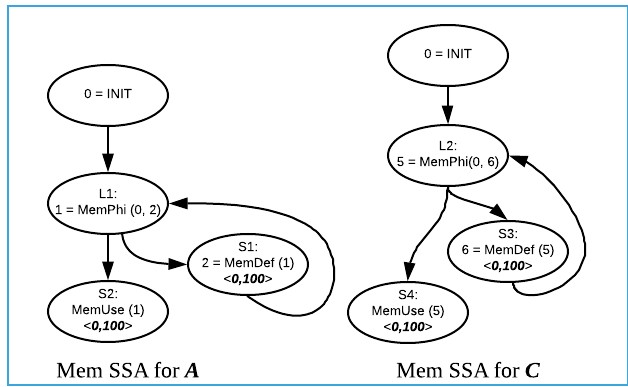 0 = INIT
L1:
1 = MemPhi (0, 2)
S1:
2 = MemDef (1)
<0,100>
S2:
MemUse (1)
<0,100>
Mem SSA for A
0 = INIT
L2:
5 = MemPhi(0, 6)
S3:
6 = MemDef (5)
<0,100>
S4:
MemUse (5)
<0,100>
Mem SSA for C